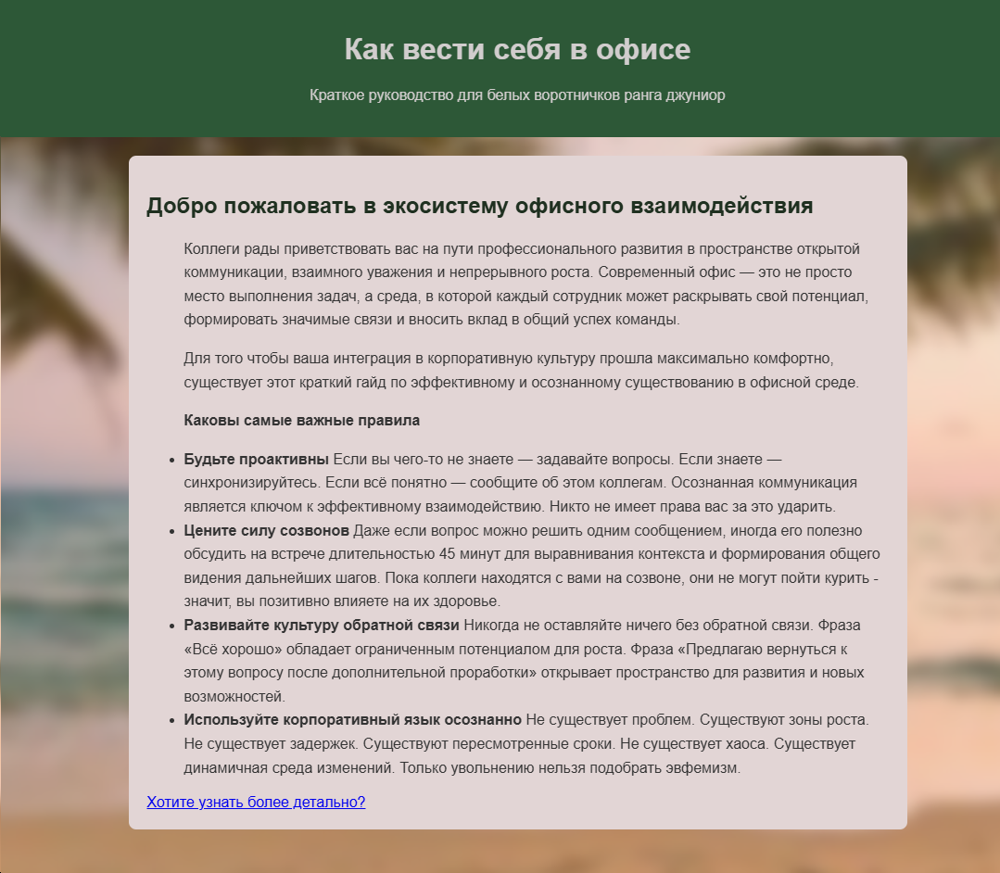 Как вести себя в офисе
Краткое руководство для белых воротничков ранга джуниор
Добро пожаловать в экосистему офисного взаимодействия
Коллеги рады приветствовать вас на пути профессионального развития в пространстве открытой
коммуникации, взаимного уважения и непрерывного роста. Современный офис — это не просто
место выполнения задач, а среда, в которой каждый сотрудник может раскрывать свой потенциал,
формировать значимые связи и вносить вклад в общий успех команды.
Для того чтобы ваша интеграция в корпоративную культуру прошла максимально комфортно,
существует этот краткий гайд по эффективному и осознанному существованию в офисной среде.
Каковы самые важные правила
• Будьте проактивны Если вы чего-то не знаете — задавайте вопросы. Если знаете —
синхронизируйтесь. Если всё понятно — сообщите об этом коллегам. Осознанная коммуникация
является ключом к эффективному взаимодействию. Никто не имеет права вас за это ударить.
• Цените силу созвонов Даже если вопрос можно решить одним сообщением, иногда его полезно
обсудить на встрече длительностью 45 минут для выравнивания контекста и формирования общего
видения дальнейших шагов. Пока коллеги находятся с вами на созвоне, они не могут пойти курить -
значит, вы позитивно влияете на их здоровье.
• Развивайте культуру обратной связи Никогда не оставляйте ничего без обратной связи. Фраза
«Всё хорошо» обладает ограниченным потенциалом для роста. Фраза «Предлагаю вернуться к
этому вопросу после дополнительной проработки» открывает пространство для развития и новых
возможностей.
• Используйте корпоративный язык осознанно Не существует проблем. Существуют зоны роста.
Не существует задержек. Существуют пересмотренные сроки. Не существует хаоса. Существует
динамичная среда изменений. Только увольнению нельзя подобрать эвфемизм.
Хотите узнать более детально?